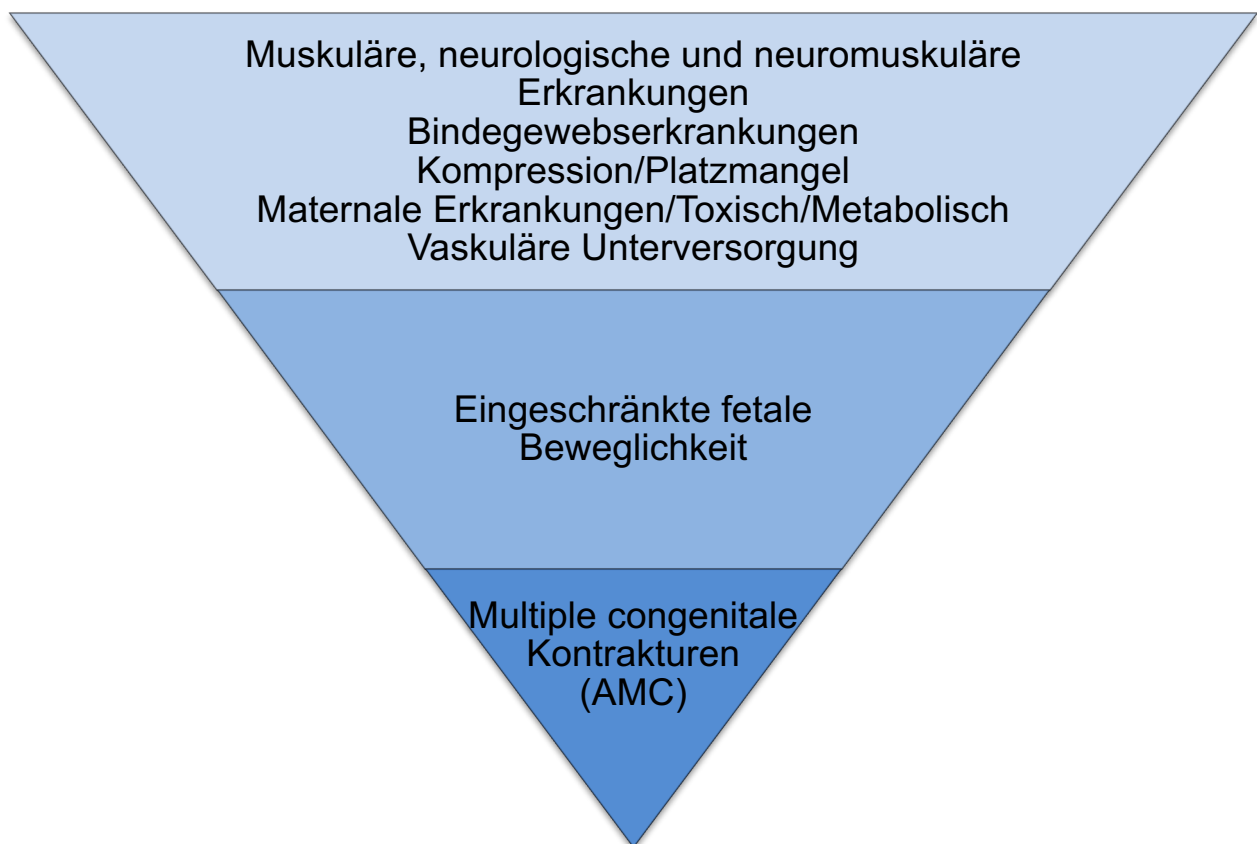 Muskuläre, neurologische und neuromuskuläre
Erkrankungen
Bindegewebserkrankungen
Kompression/Platzmangel
Maternale Erkrankungen/Toxisch/Metabolisch
Vaskuläre Unterversorgung
Eingeschränkte fetale
Beweglichkeit
Multiple congenitale
Kontrakturen
(AMC)